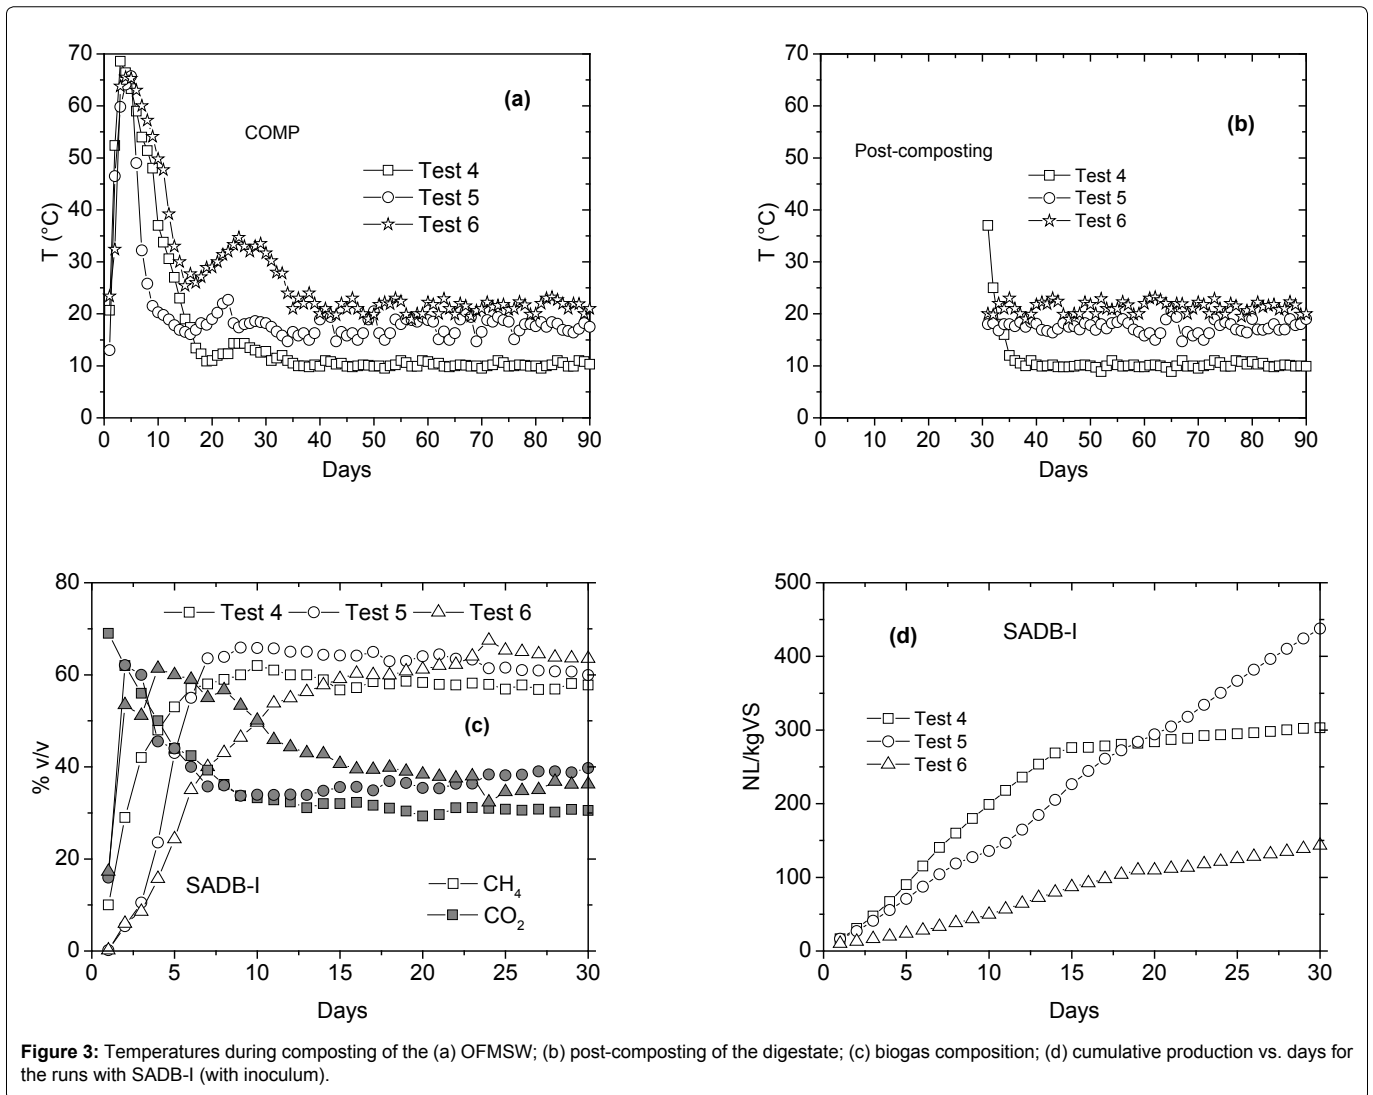 70
60
50
40
30
20
10
0
T (°C)
(a)
COMP
Test 4
Test 5
Test 6
0 10 20 30 40 50 60 70 80 90
Days
70
60
50
40
30
20
10
0
T (°C)
(b)
Post-composting
Test 4
Test 5
Test 6
0 10 20 30 40 50 60 70 80 90
Days
80
60
40
20
0
% v/v
Test 4 Test 5 Test 6
(c)
SADB-I
CH4
CO2
0 5 10 15 20 25 30
Days
500
400
300
200
100
0
NL/kgVS
(d)
SADB-I
Test 4
Test 5
Test 6
0 5 10 15 20 25 30
Days
Figure 3: Temperatures during composting of the (a) OFMSW; (b) post-composting of the digestate; (c) biogas composition; (d) cumulative production vs. days for
the runs with SADB-I (with inoculum).